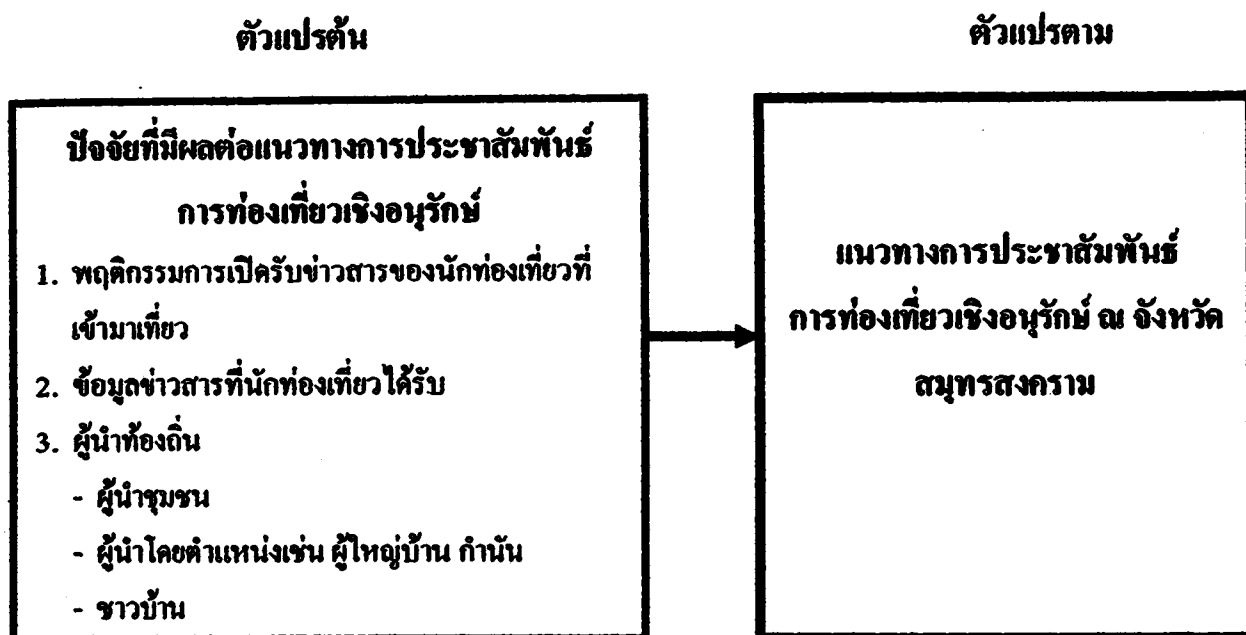 ตัวแปรต้น
ตัวแปรตาม
ปัจจัยที่มีผลต่อแนวทางการประชาสัมพันธ์
การท่องเที่ยวเชิงอนุรักษ์
1. พฤติกรรมการเปิดรับข่าวสารของนักท่องเที่ยวที่
เข้ามาเที่ยว
2. ข้อมูลข่าวสารที่นักท่องเที่ยวได้รับ
3. ผู้นำท้องถิ่น
- ผู้นำชุมชน
- ผู้นำโดยตำแหน่งเช่น ผู้ใหญ่บ้าน กำนัน
- ชาวบ้าน
แนวทางการประชาสัมพันธ์
การท่องเที่ยวเชิงอนุรักษ์ ณ จังหวัด
สมุทรสงคราม